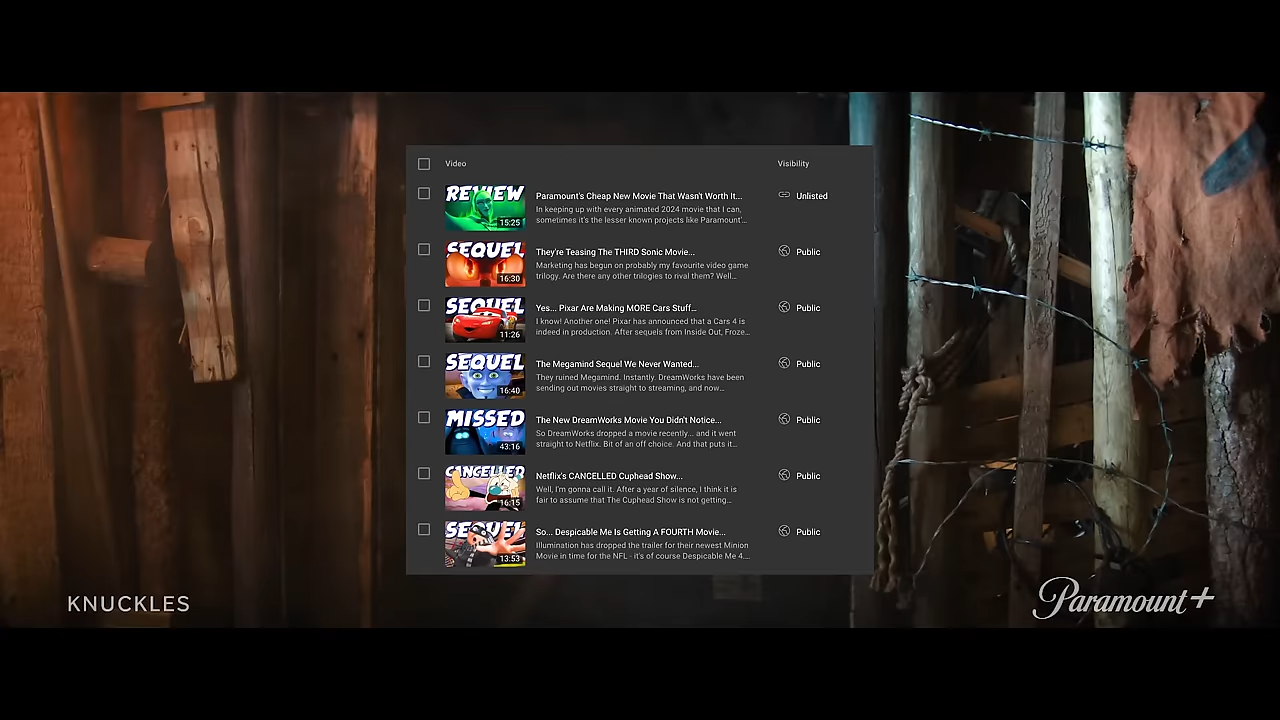 Video
Visibility
REVIEW
15:25
Paramount's Cheap New Movie That Wasn't Worth It...
In keeping up with every animated 2024 movie that I can,
sometimes it's the lesser known projects like Paramount'...
Unlisted
SEQUEL
16:30
They're Teasing The THIRD Sonic Movie...
Marketing has begun on probably my favourite video game
trilogy. Are there any other trilogies to rival them? Well...
Public
SEQUEL
11:26
Yes... Pixar Are Making MORE Cars Stuff...
I know! Another one! Pixar has announced that a Cars 4 is
indeed in production. After sequels from Inside Out, Froze...
Public
SEQUEL
16:40
The Megamind Sequel We Never Wanted...
They ruined Megamind. Instantly. DreamWorks have been
sending out movies straight to streaming, and now...
Public
MISSED
43:16
The New DreamWorks Movie You Didn't Notice...
So DreamWorks dropped a movie recently... and it went
straight to Netflix. Bit of an off choice. And that puts it...
Public
CANCELLED
16:15
Netflix's CANCELLED Cuphead Show...
Well, I'm gonna call it. After a year of silence, I think it is
fair to assume that The Cuphead Show is not getting...
Public
SEQUEL
13:53
So... Despicable Me Is Getting A FOURTH Movie...
Illumination has dropped the trailer for their newest Minion
Movie in time for the NFL - it's of course Despicable Me 4....
Public
KNUCKLES
Paramount+